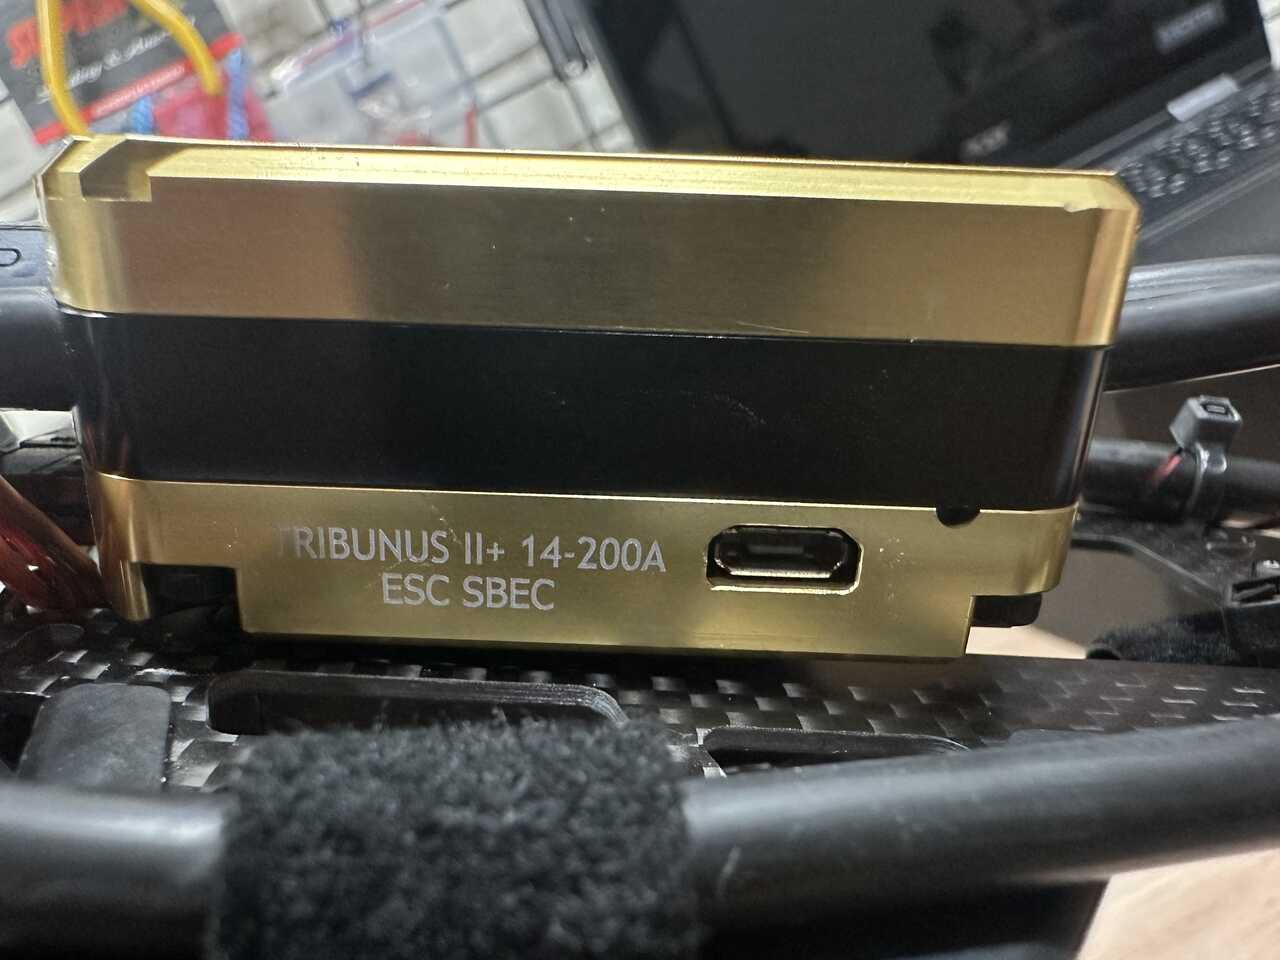 TRIBUNUS II+ 14-200A
ESC SBEC